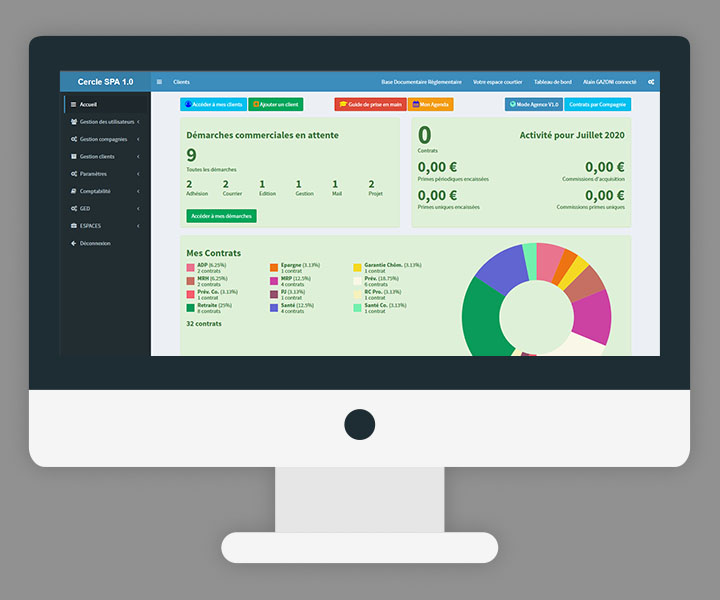 Cercle SPA 1.0
Clients
Base Documentaire Réglementaire
Votre espace courtier
Tableau de bord
Alain GAZONI connecté
Accueil
Gestion des utilisateurs
Gestion compagnies
Gestion clients
Paramètres
Comptabilité
GED
ESPACES
Déconnexion
Accéder à mes clients
Ajouter un client
Guide de prise en main
Mon Agenda
Mode Agence V1.0
Contrats par Compagnie
Démarches commerciales en attente
9
Toutes les démarches
2 2 1 1 1 2
Adhésion Courrier Edition Gestion Mail Projet
Accéder à mes démarches
0
Contrats
Activité pour Juillet 2020
0,00 € 0,00 €
Primes périodiques encaissées Commissions d'acquisition
0,00 € 0,00 €
Primes uniques encaissées Commissions primes uniques
Mes Contrats
ADP (6.25%) Epargne (3.13%) Garantie Chôm. (3.13%)
2 contrats 1 contrat 1 contrat
MRH (6.25%) MRP (12.5%) Prév. (18.75%)
2 contrats 4 contrats 6 contrats
Prév. Co. (3.13%) PJ (3.13%) RC Pro. (3.13%)
1 contrat 1 contrat 1 contrat
Retraite (25%) Santé (12.5%) Santé Co. (3.13%)
8 contrats 4 contrats 1 contrat
32 contrats